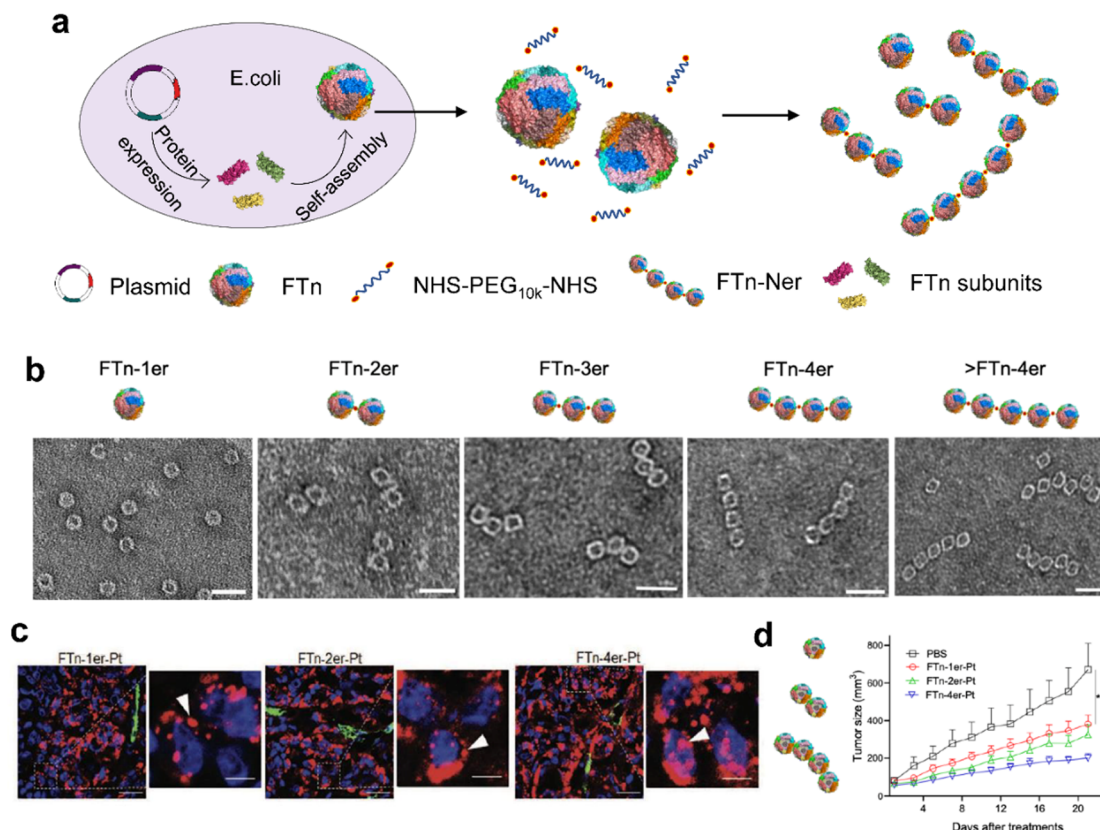 a
E.coli
Protein
expression
Self-assembly
Plasmid
FTn
NHS-PEG10k-NHS
FTn-Ner
FTn subunits
b
FTn-1er
FTn-2er
FTn-3er
FTn-4er
>FTn-4er
c
FTn-1er-Pt
FTn-2er-Pt
FTn-4er-Pt
d
Tumor size (mm3)
800
600
400
200
0
PBS
FTn-1er-Pt
FTn-2er-Pt
FTn-4er-Pt
4
8
12
16
20
Days after treatments